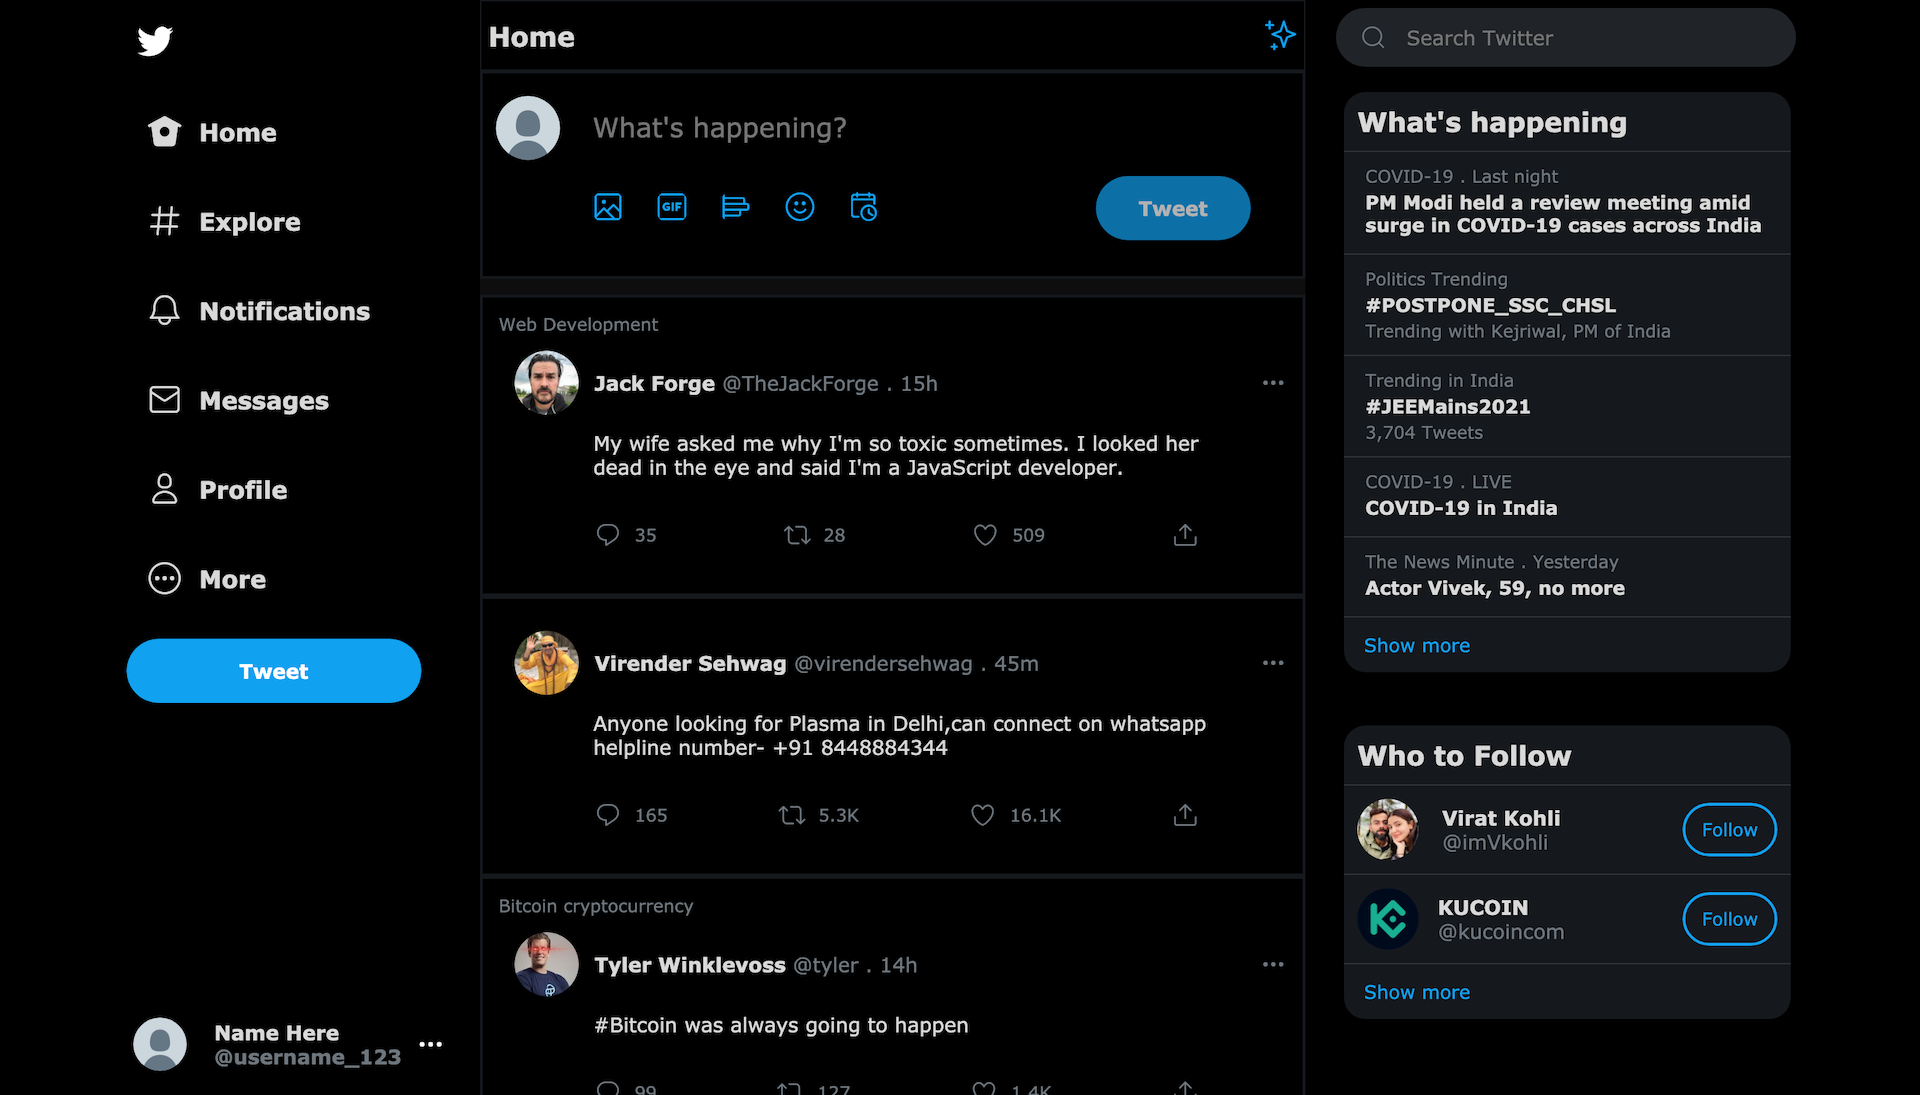 Home
Explore
Notifications
Messages
Profile
More
Tweet
Name Here
@username_123
Home
What's happening?
GIF
Tweet
Web Development
Jack Forge @TheJackForge . 15h
My wife asked me why I'm so toxic sometimes. I looked her
dead in the eye and said I'm a JavaScript developer.
35 28 509
Virender Sehwag @virendersehwag . 45m
Anyone looking for Plasma in Delhi,can connect on whatsapp
helpline number- +91 8448884344
165 5.3K 16.1K
Bitcoin cryptocurrency
Tyler Winklevoss @tyler . 14h
#Bitcoin was always going to happen
99 127 1.4K
Search Twitter
What's happening
COVID-19 . Last night
PM Modi held a review meeting amid
surge in COVID-19 cases across India
Politics Trending
#POSTPONE_SSC_CHSL
Trending with Kejriwal, PM of India
Trending in India
#JEEMains2021
3,704 Tweets
COVID-19 . LIVE
COVID-19 in India
The News Minute . Yesterday
Actor Vivek, 59, no more
Show more
Who to Follow
Virat Kohli
@imVkohli
Follow
KUCOIN
@kucoincom
Follow
Show more